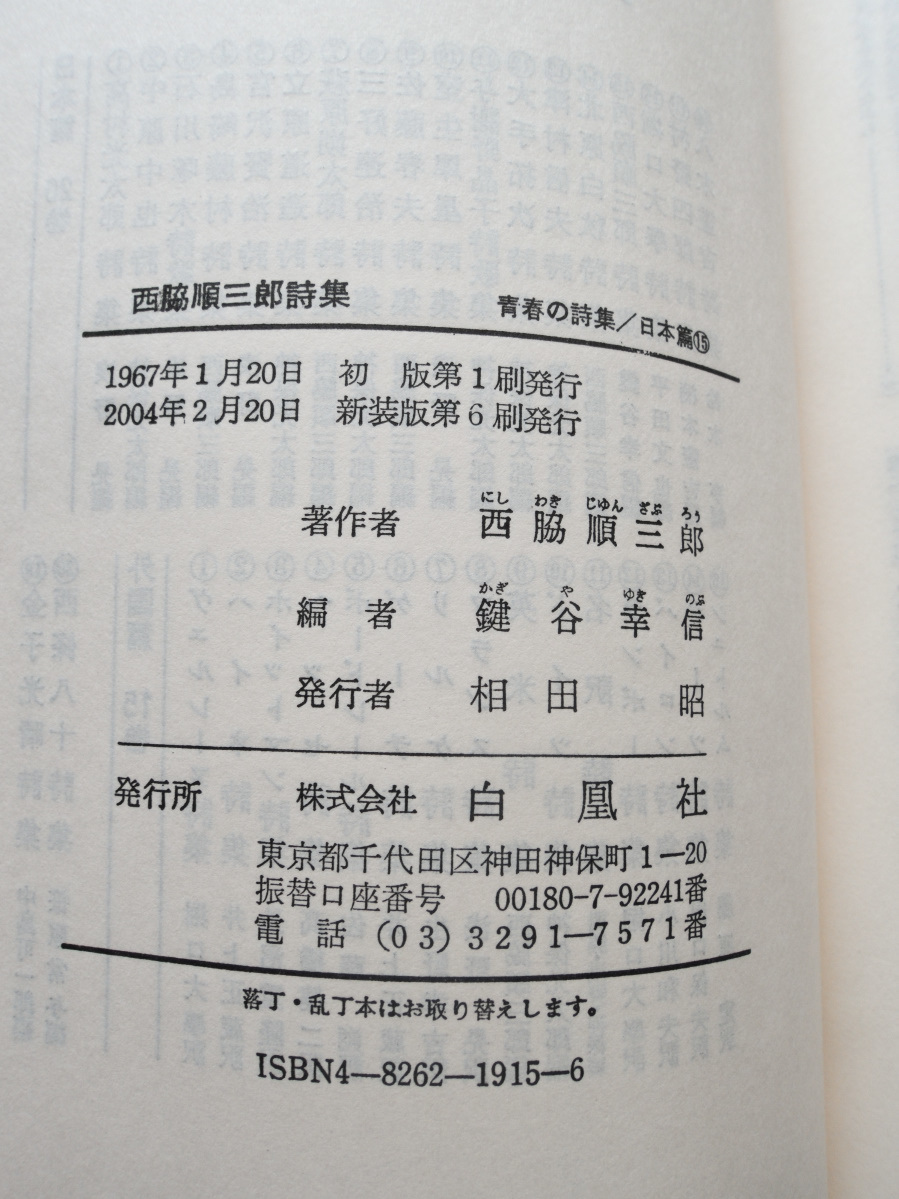 西脇順三郎詩集
青春の詩集/日本篇⑮
1967年1月20日 初 版第1刷発行
2004年2月20日 新装版第6刷発行
にし わき じゆん ざぶ ろう
著作者 西脇順三郎
かぎ や ゆき のぶ
編者 鍵谷幸信
発行者 相田 昭
発行所 株式会社 白凰社
東京都千代田区神田神保町1—20
振替口座番号 00180-7-92241番
電話 (03)3291—7571番
落丁・乱丁本はお取り替えします。
ISBN4—8262—1915—6